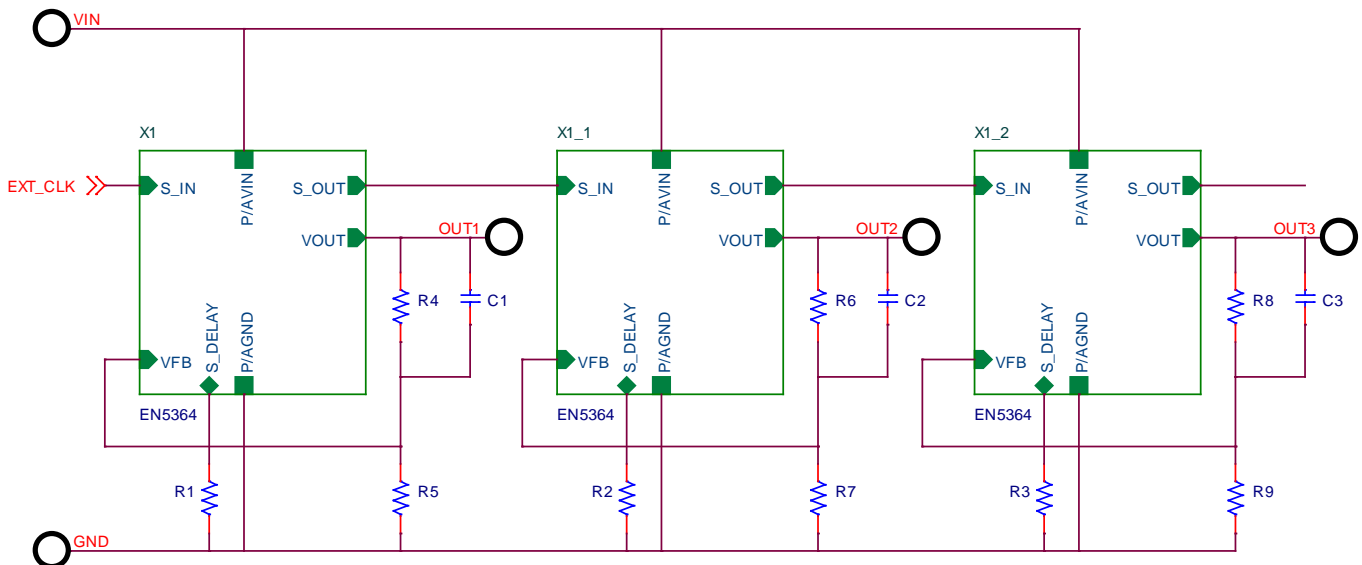 VIN
X1
X1_1
X1_2
EXT_CLK
S_IN
P/AVIN
S_OUT
S_IN
P/AVIN
S_OUT
S_IN
P/AVIN
S_OUT
VOUT
OUT1
VOUT
OUT2
VOUT
OUT3
R4
C1
R6
C2
R8
C3
VFB
S_DELAY
P/AGND
VFB
S_DELAY
P/AGND
VFB
S_DELAY
P/AGND
EN5364
EN5364
EN5364
R1
R5
R2
R7
R3
R9
GND